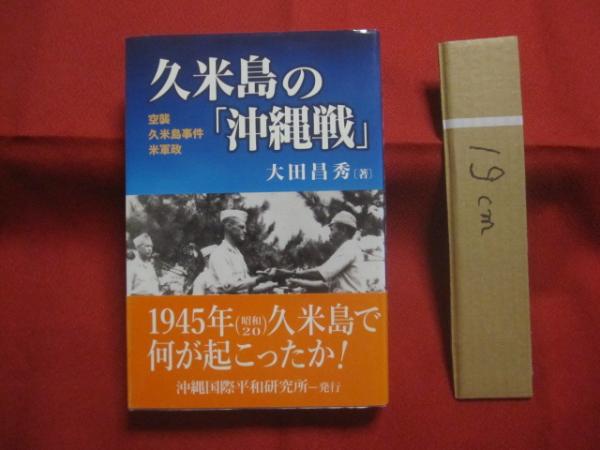 久米島の
「沖縄戦」
空襲
久米島事件
米軍政
大田昌秀〔著〕
1945年(昭和20)久米島で
何が起こったか!
沖縄国際平和研究所—発行
19cm